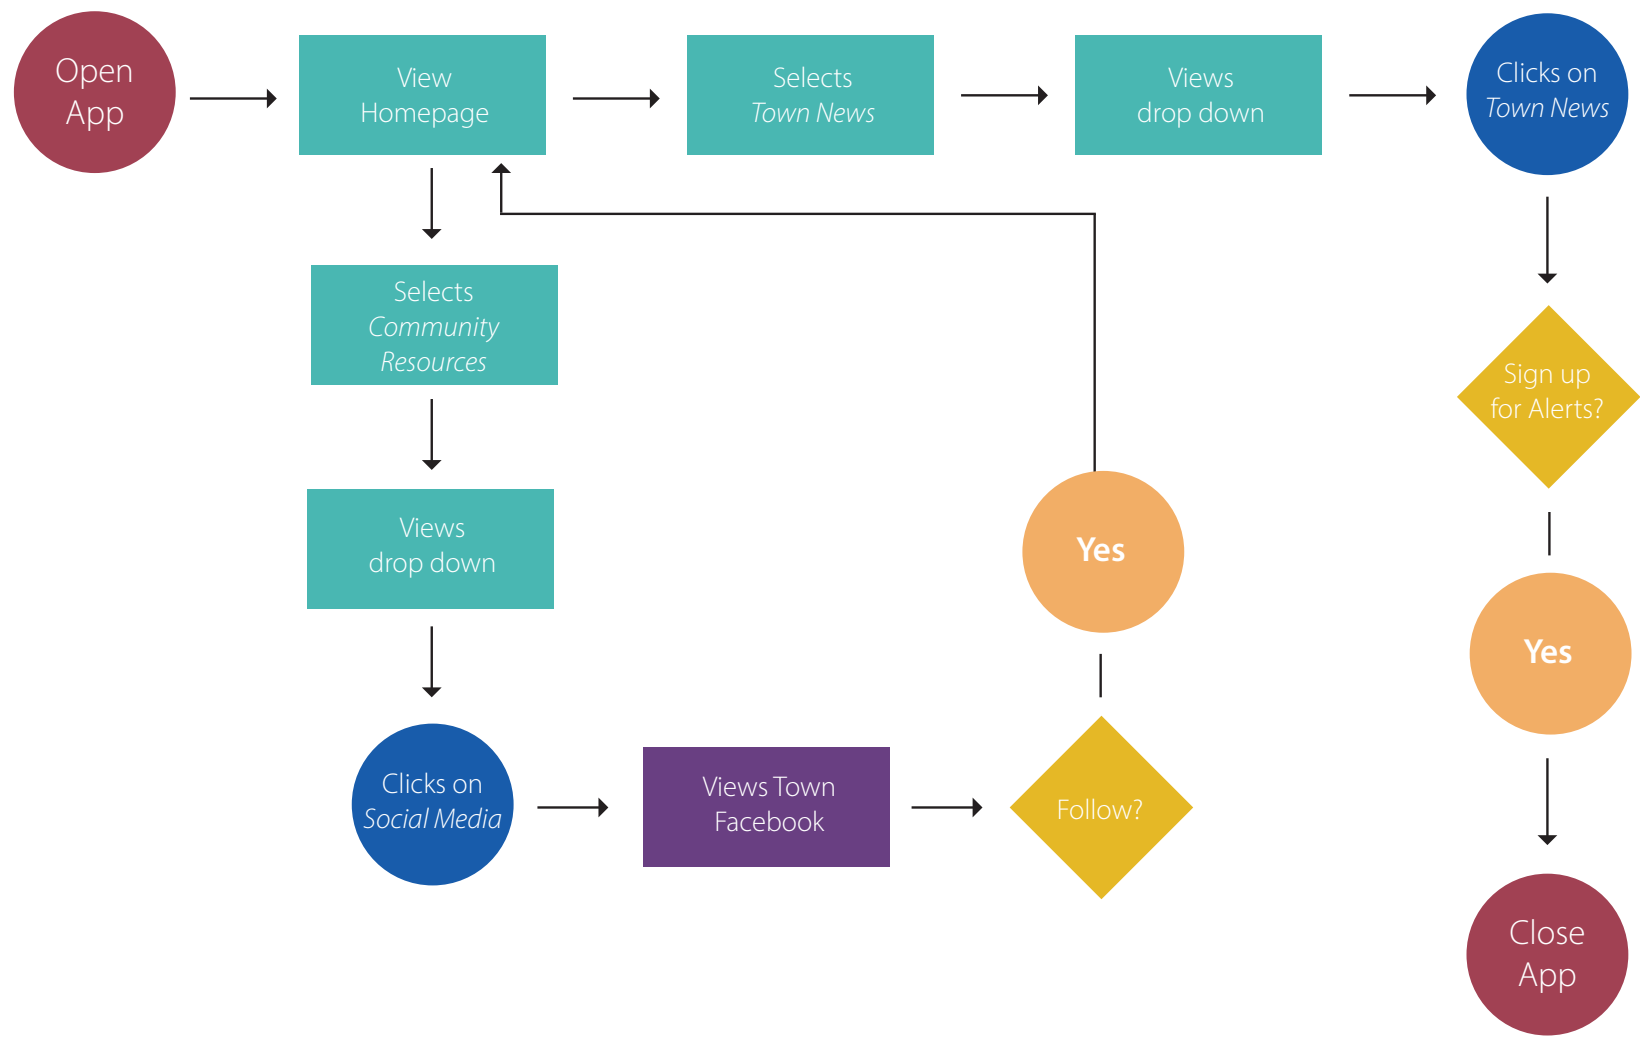 Open
App
View
Homepage
Selects
Town News
Views
drop down
Clicks on
Town News
Selects
Community
Resources
Sign up
for Alerts?
Views
drop down
Yes
Yes
Clicks on
Social Media
Views Town
Facebook
Follow?
Close
App